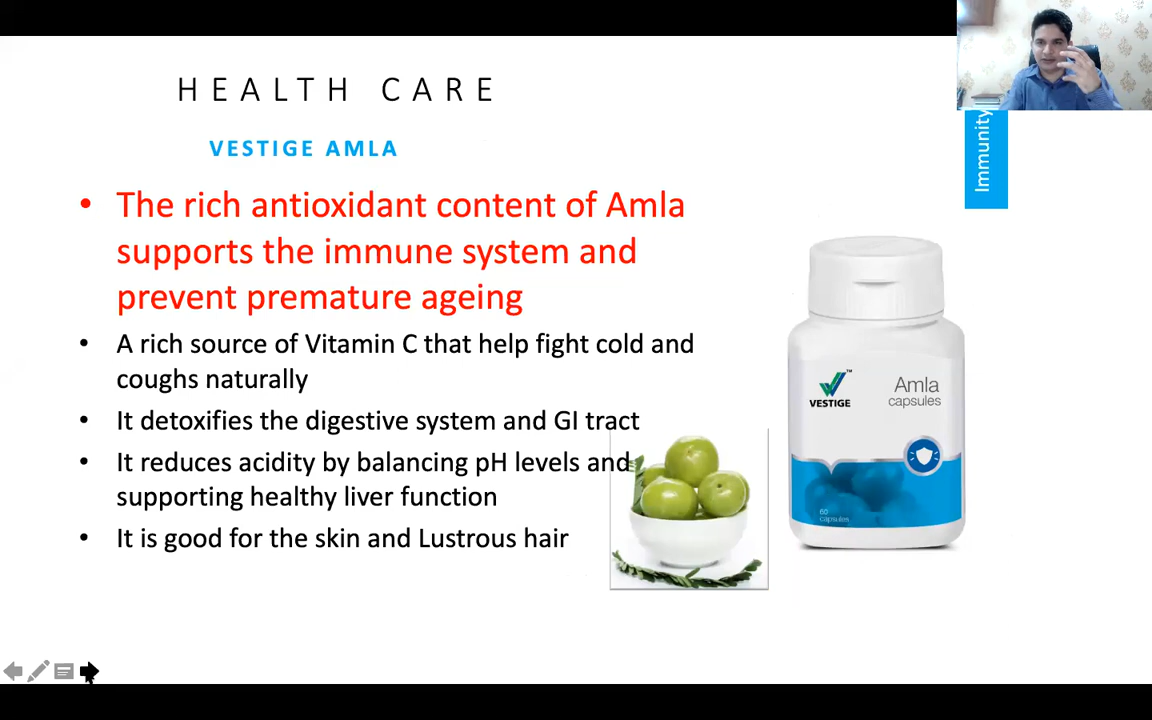 HEALTH CARE
VESTIGE AMLA
Immunity
• The rich antioxidant content of Amla
supports the immune system and
prevent premature ageing
• A rich source of Vitamin C that help fight cold and
coughs naturally
• It detoxifies the digestive system and GI tract
• It reduces acidity by balancing pH levels and
supporting healthy liver function
• It is good for the skin and Lustrous hair
VESTIGE™
Amla
capsules
60
capsules